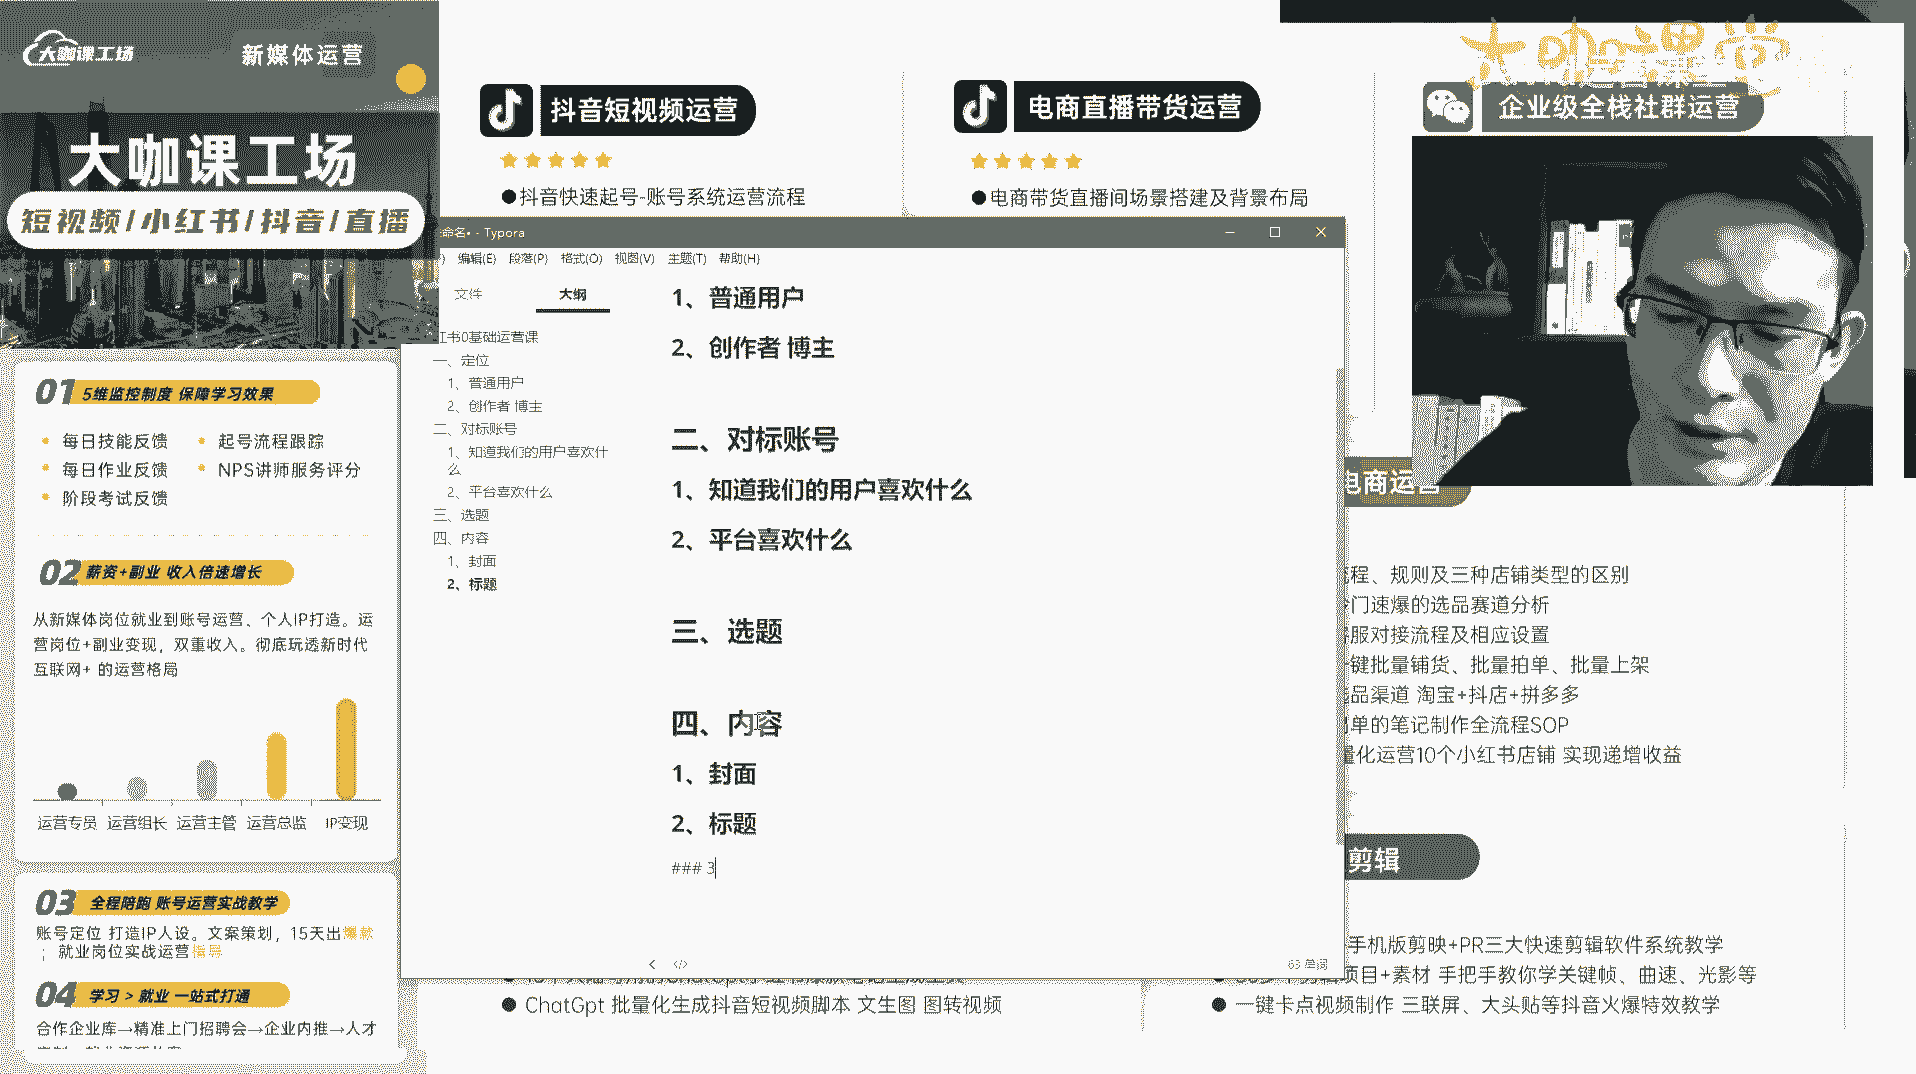 大咖课工场
新媒体运营
大咖课工场
短视频/小红书/抖音/直播
01 5维监控制度 保障学习效果
每日技能反馈
起号流程跟踪
每日作业反馈
NPS讲师服务评分
阶段考试反馈
02 薪资+副业 收入倍速增长
从新媒体岗位就业到账号运营、个人IP打造。运
营岗位+副业变现，双重收入。彻底玩透新时代
互联网+ 的运营格局
运营专员 运营组长 运营主管 运营总监 IP变现
03 全程陪跑 账号运营实战教学
账号定位 打造IP人设。文案策划，15天出爆款
；就业岗位实战运营指导
04 学习 > 就业 一站式打通
合作企业库→精准上门招聘会→企业内推→人才
抖音短视频运营
●抖音快速起号-账号系统运营流程
电商直播带货运营
●电商带货直播间场景搭建及背景布局
大咖课堂
企业级全栈社群运营
命名• - Typora
编辑(E) 段落(P) 格式(O) 视图(V) 主题(T) 帮助(H)
文件
大纲
书0基础运营课
一、定位
1、普通用户
2、创作者 博主
二、对标账号
1、知道我们的用户喜欢什
么
2、平台喜欢什么
三、选题
四、内容
1、封面
2、标题
1、普通用户
2、创作者 博主
二、对标账号
1、知道我们的用户喜欢什么
2、平台喜欢什么
三、选题
四、内容
1、封面
2、标题
### 3
63 单词
电商运营
程、规则及三种店铺类型的区别
门速爆的选品赛道分析
服对接流程及相应设置
键批量铺货、批量拍单、批量上架
品渠道 淘宝+抖店+拼多多
单的笔记制作全流程SOP
量化运营10个小红书店铺 实现递增收益
剪辑
手机版剪映+PR三大快速剪辑软件系统教学
项目+素材 手把手教你学关键帧、曲速、光影等
● ChatGpt 批量化生成抖音短视频脚本 文生图 图转视频
● 一键卡点视频制作 三联屏、大头贴等抖音火爆特效教学